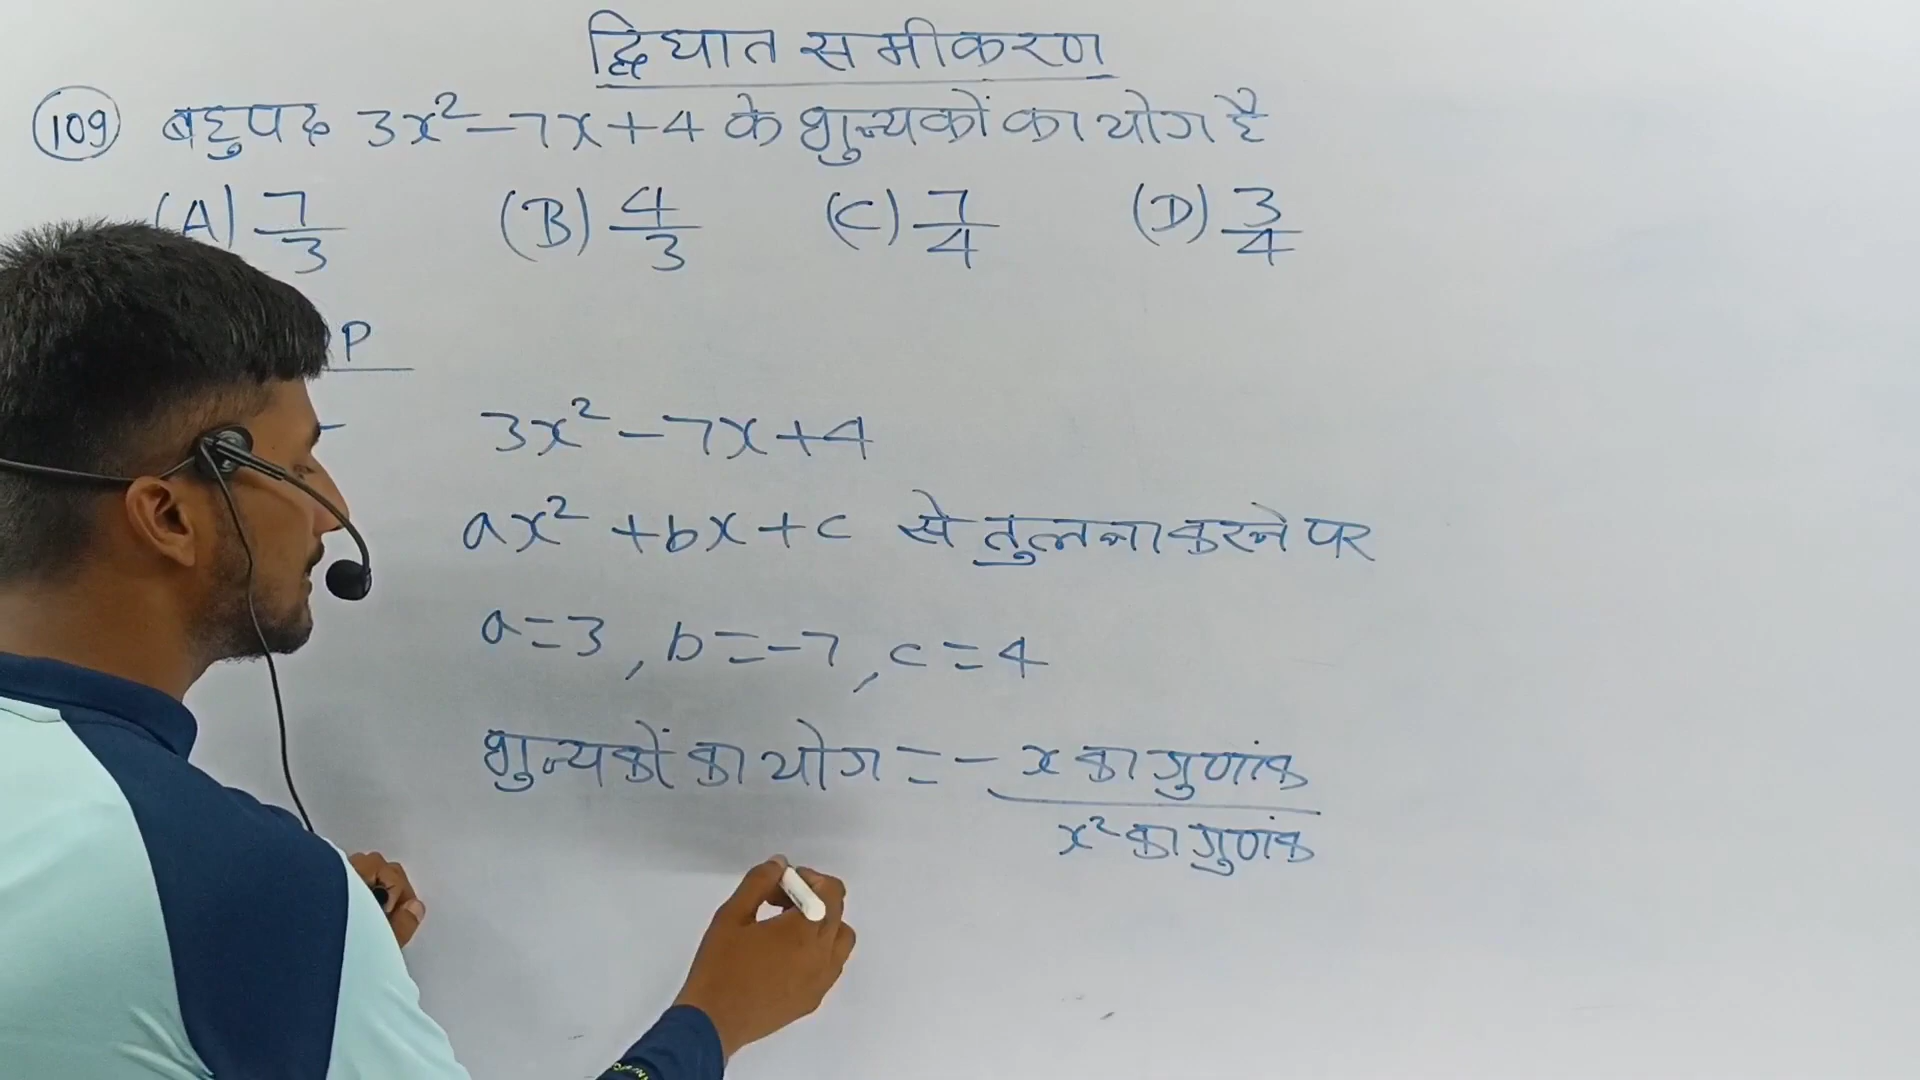 द्विघात समीकरण
(109) बहुपद 3x² - 7x + 4 के शुन्यकों का योग है
(A) 7/3 (B) 4/3 (C) 7/4 (D) 3/4
P
3x² - 7x + 4
ax² + bx + c से तुलना करने पर
a = 3, b = -7, c = 4
शुन्यकों का योग = - x का गुणांक / x² का गुणांक